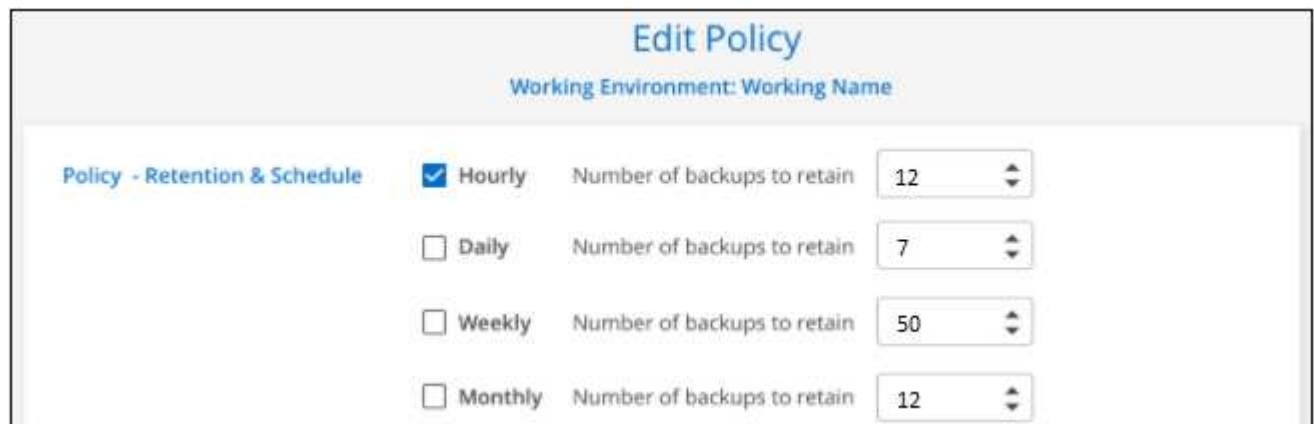 Edit Policy
Working Environment: Working Name
Policy - Retention & Schedule Hourly Number of backups to retain 12
Daily Number of backups to retain 7
Weekly Number of backups to retain 50
Monthly Number of backups to retain 12